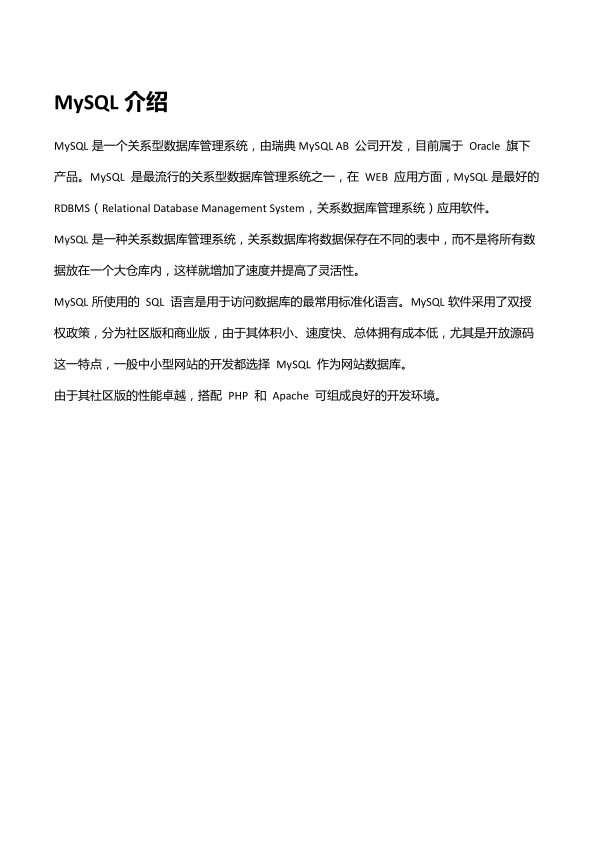 MySQL 介绍
MySQL 是一个关系型数据库管理系统，由瑞典 MySQL AB 公司开发，目前属于 Oracle 旗下
产品。MySQL 是最流行的关系型数据库管理系统之一，在 WEB 应用方面，MySQL 是最好的
RDBMS（Relational Database Management System，关系数据库管理系统）应用软件。
MySQL 是一种关系数据库管理系统，关系数据库将数据保存在不同的表中，而不是将所有数
据放在一个大仓库内，这样就增加了速度并提高了灵活性。
MySQL 所使用的 SQL 语言是用于访问数据库的最常用标准化语言。MySQL 软件采用了双授
权政策，分为社区版和商业版，由于其体积小、速度快、总体拥有成本低，尤其是开放源码
这一特点，一般中小型网站的开发都选择 MySQL 作为网站数据库。
由于其社区版的性能卓越，搭配 PHP 和 Apache 可组成良好的开发环境。